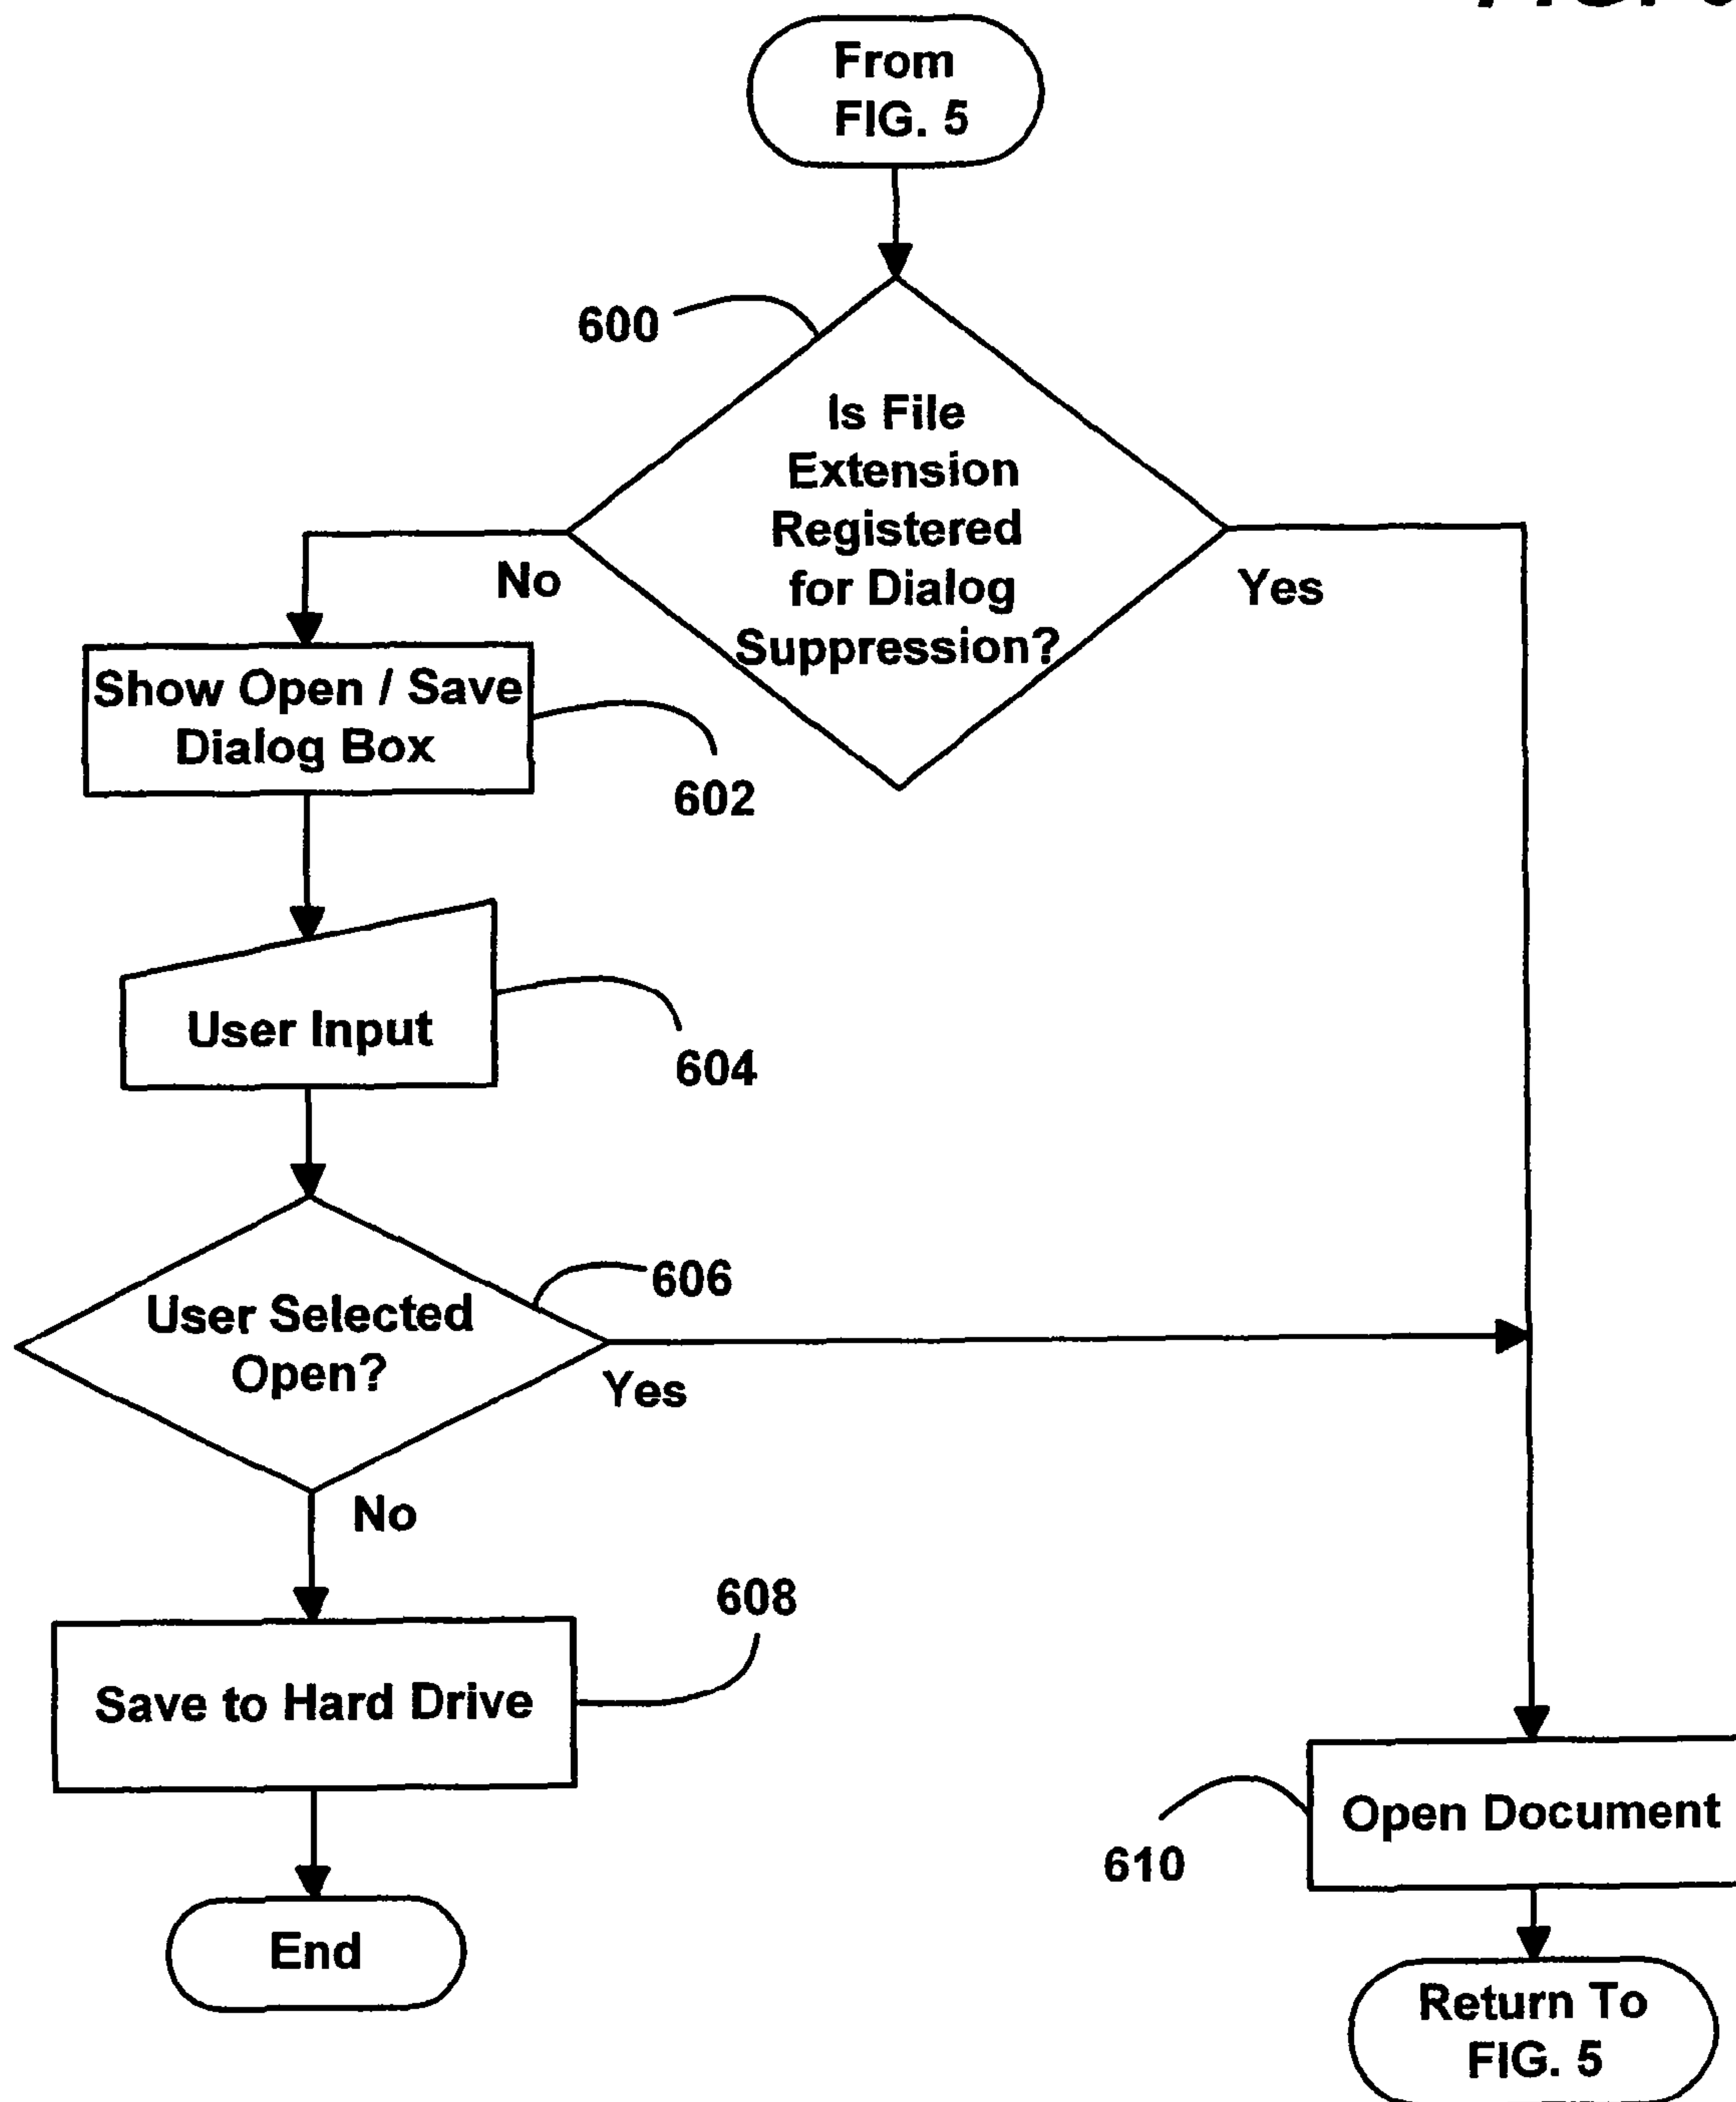 From
FIG. 5
600
Is File
Extension
Registered
for Dialog
Suppression?
No
Yes
Show Open / Save
Dialog Box
602
User Input
604
606
User Selected
Open?
Yes
No
608
Save to Hard Drive
Open Document
610
End
Return To
FIG. 5